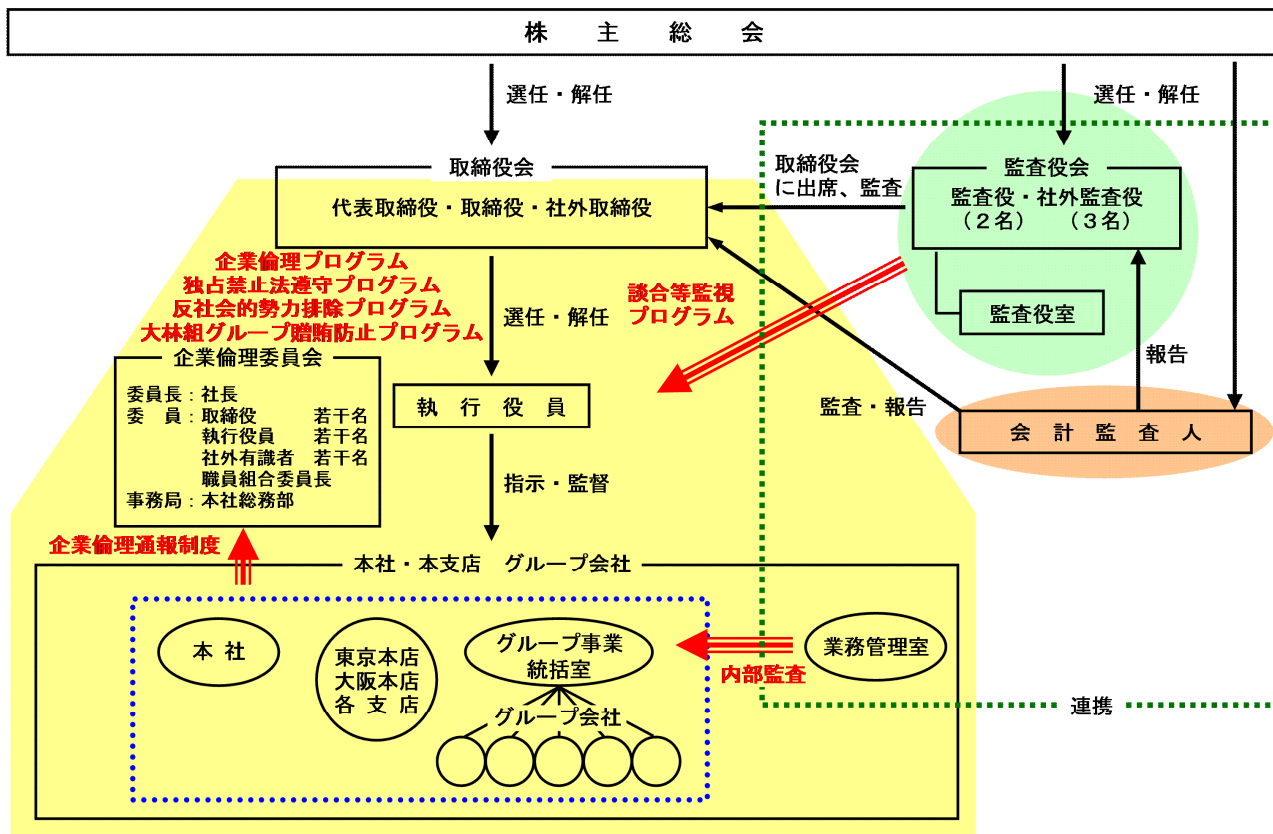 株 主 総 会
選任・解任
選任・解任
取締役会
代表取締役・取締役・社外取締役
取締役会
に出席、監査
監査役会
監査役・社外監査役
(2名) (3名)
監査役室
報告
会 計 監 査 人
監査・報告
談合等監視
プログラム
企業倫理プログラム
独占禁止法遵守プログラム
反社会的勢力排除プログラム
大林組グループ贈賄防止プログラム
選任・解任
企業倫理委員会
委員長:社長
委 員:取締役 若干名
執行役員 若干名
社外有識者 若干名
職員組合委員長
事務局:本社総務部
執 行 役 員
指示・監督
企業倫理通報制度
本社・本支店 グループ会社
本 社
東京本店
大阪本店
各 支 店
グループ事業
統括室
グループ会社
内部監査
業務管理室
連携